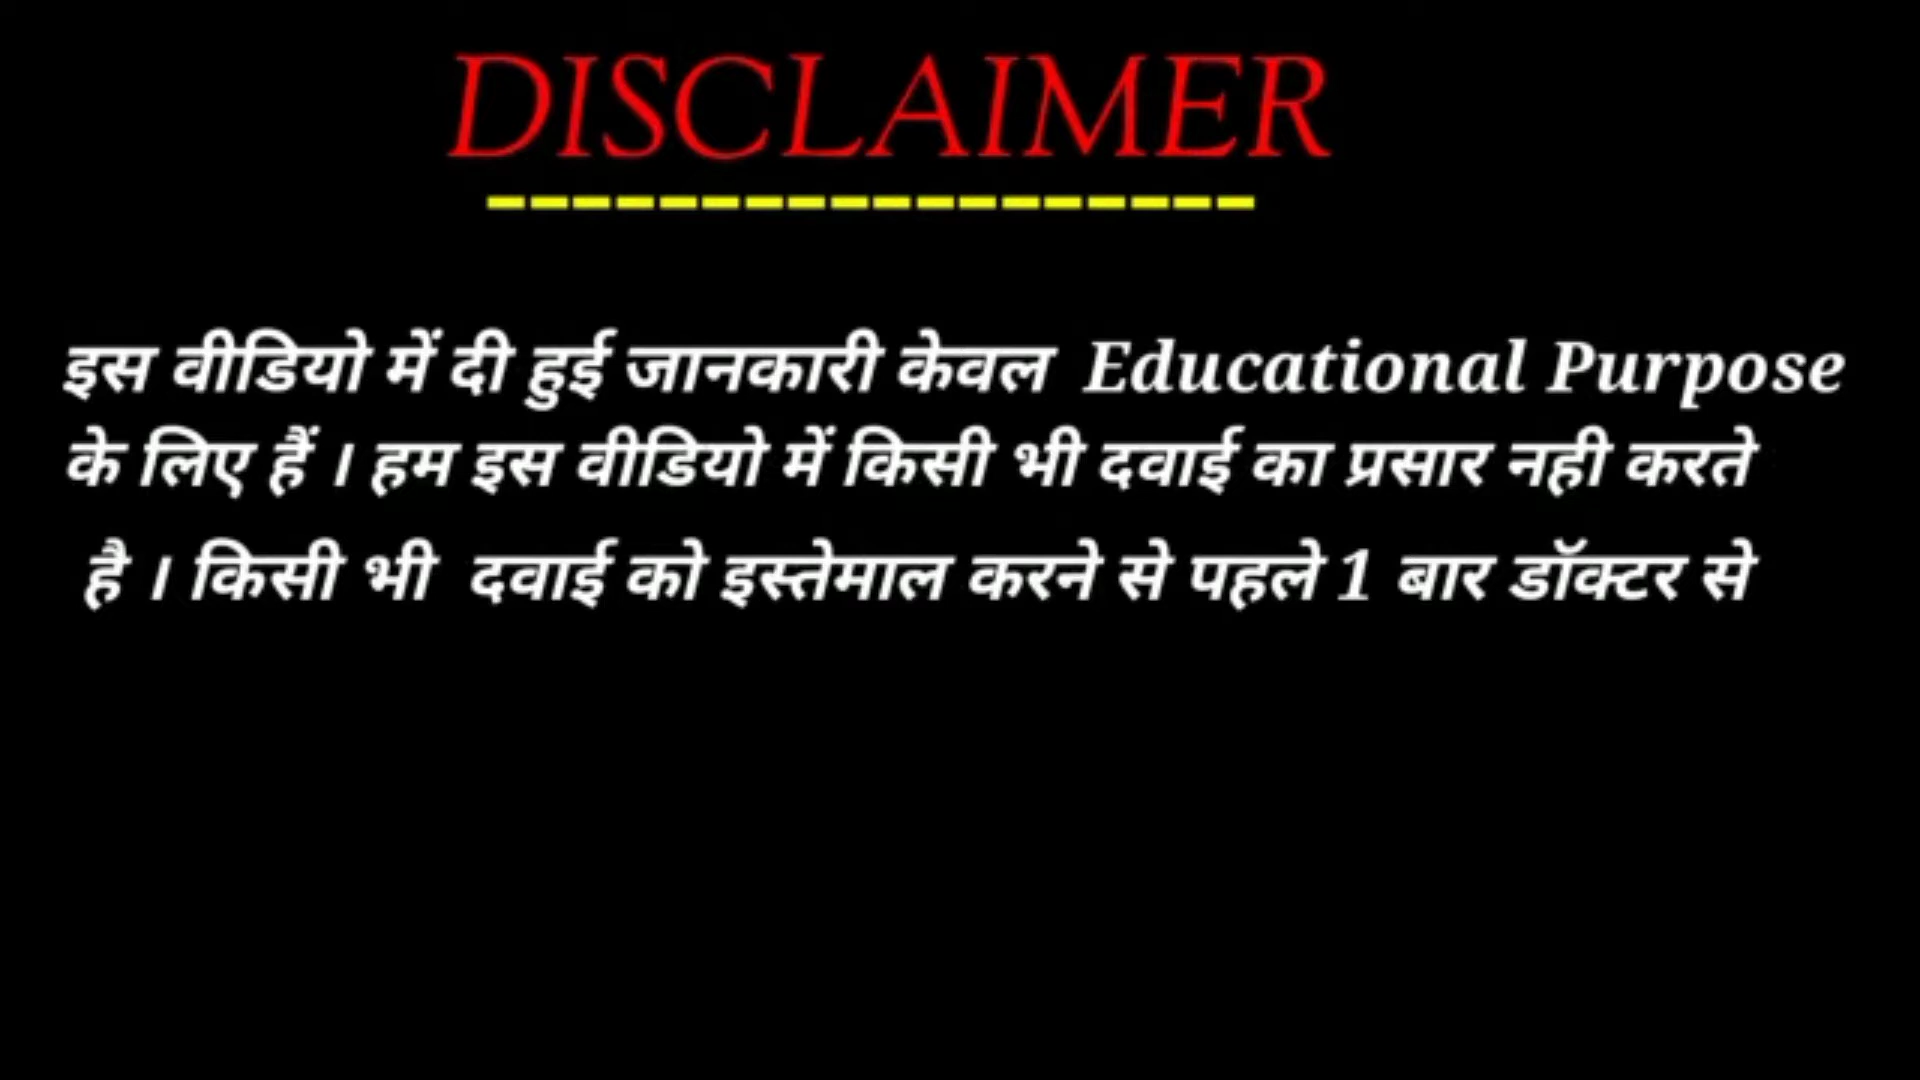 DISCLAIMER
------------------
इस वीडियो में दी हुई जानकारी केवल Educational Purpose
के लिए हैं । हम इस वीडियो में किसी भी दवाई का प्रसार नही करते
है । किसी भी दवाई को इस्तेमाल करने से पहले 1 बार डॉक्टर से